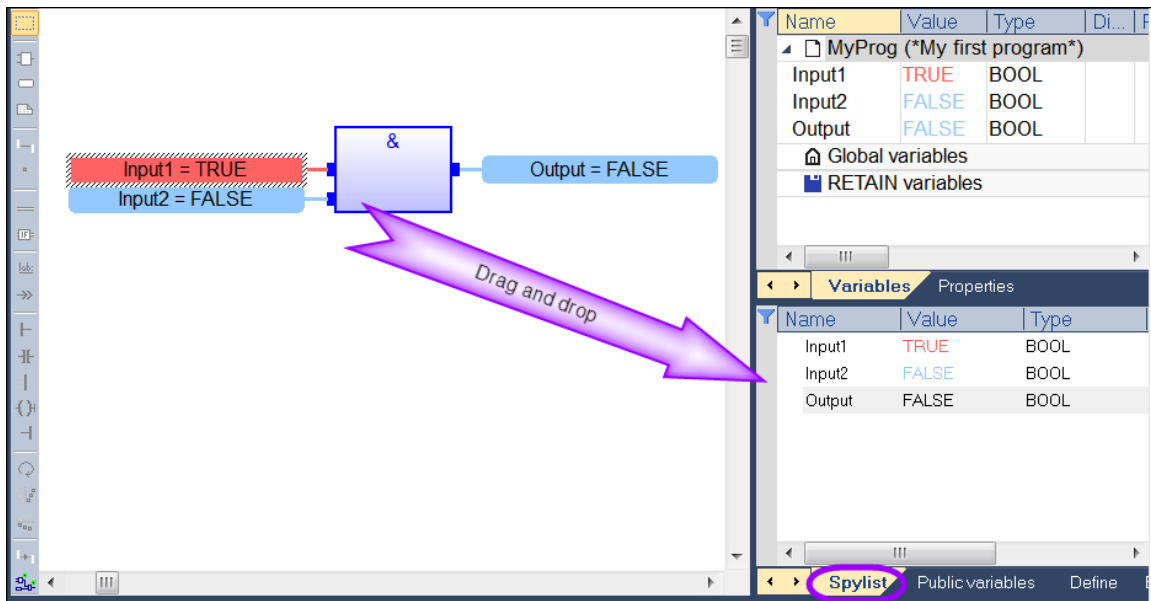 Name Value Type Di...
MyProg (*My first program*)
Input1 TRUE BOOL
Input2 FALSE BOOL
Output FALSE BOOL
Global variables
RETAIN variables
Variables Properties
&
Input1 = TRUE
Input2 = FALSE
Output = FALSE
Drag and drop
Name Value Type
Input1 TRUE BOOL
Input2 FALSE BOOL
Output FALSE BOOL
Spylist Public variables Define
IF
lab: